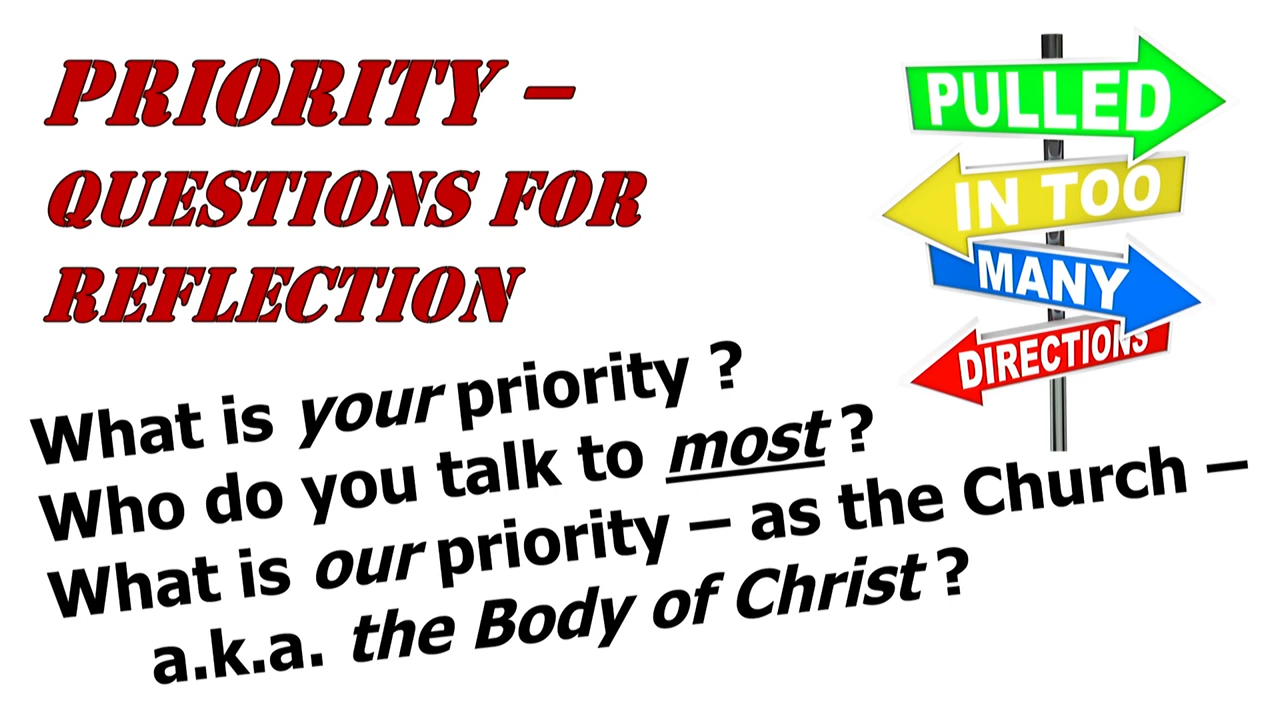 PRIORITY –
QUESTIONS FOR
REFLECTION
PULLED
IN TOO
MANY
DIRECTIONS
What is your priority ?
Who do you talk to most ?
What is our priority – as the Church –
a.k.a. the Body of Christ ?